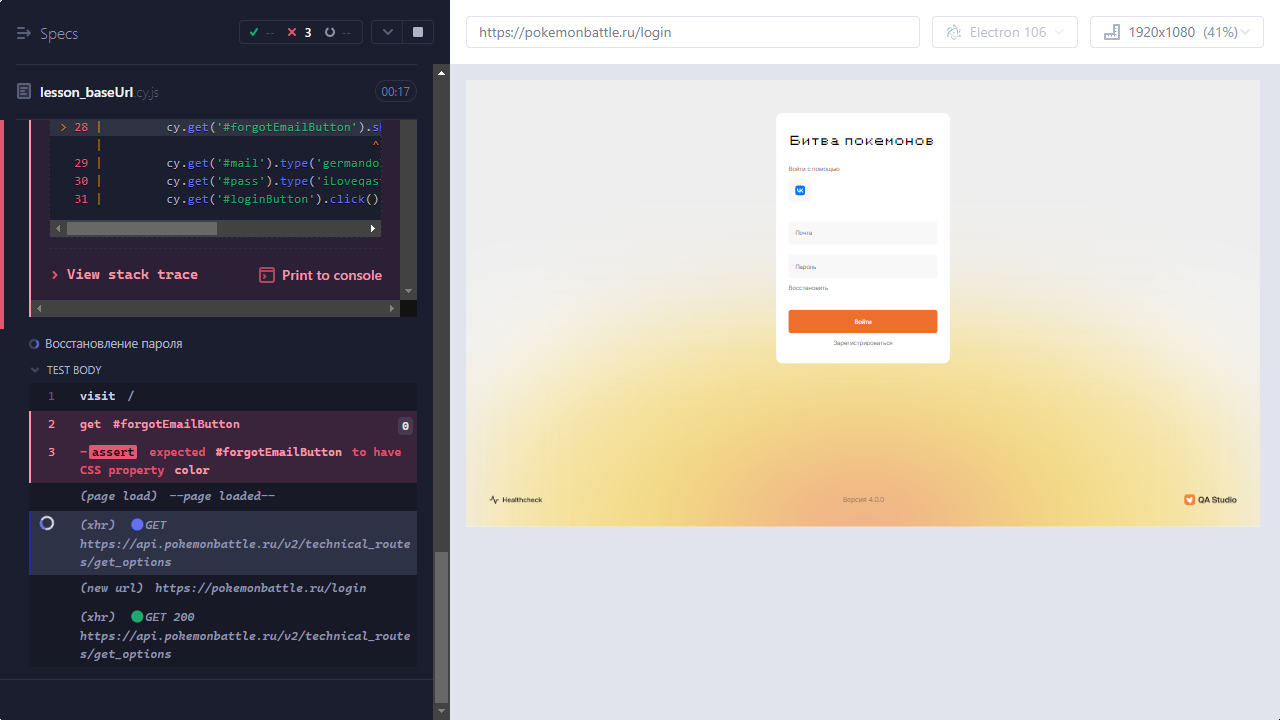 Specs
-- 3 --
lesson_baseUrl.cy.js
00:17
> 28 | cy.get('#forgotEmailButton').s
| ^
29 | cy.get('#mail').type('germando
30 | cy.get('#pass').type('iLoveqas
31 | cy.get('#loginButton').click()
> View stack trace
Print to console
Восстановление пароля
TEST BODY
1 visit /
2 get #forgotEmailButton 0
3 -assert expected #forgotEmailButton to have
CSS property color
(page load) --page loaded--
(xhr) GET
https://api.pokemonbattle.ru/v2/technical_route
s/get_options
(new url) https://pokemonbattle.ru/login
(xhr) GET 200
https://api.pokemonbattle.ru/v2/technical_route
s/get_options
https://pokemonbattle.ru/login
Electron 106
1920x1080 (41%)
Битва покемонов
Войти с помощью
Почта
Пароль
Восстановить
Войти
Зарегистрироваться
Healthcheck
Версия 4.0.0
QA Studio